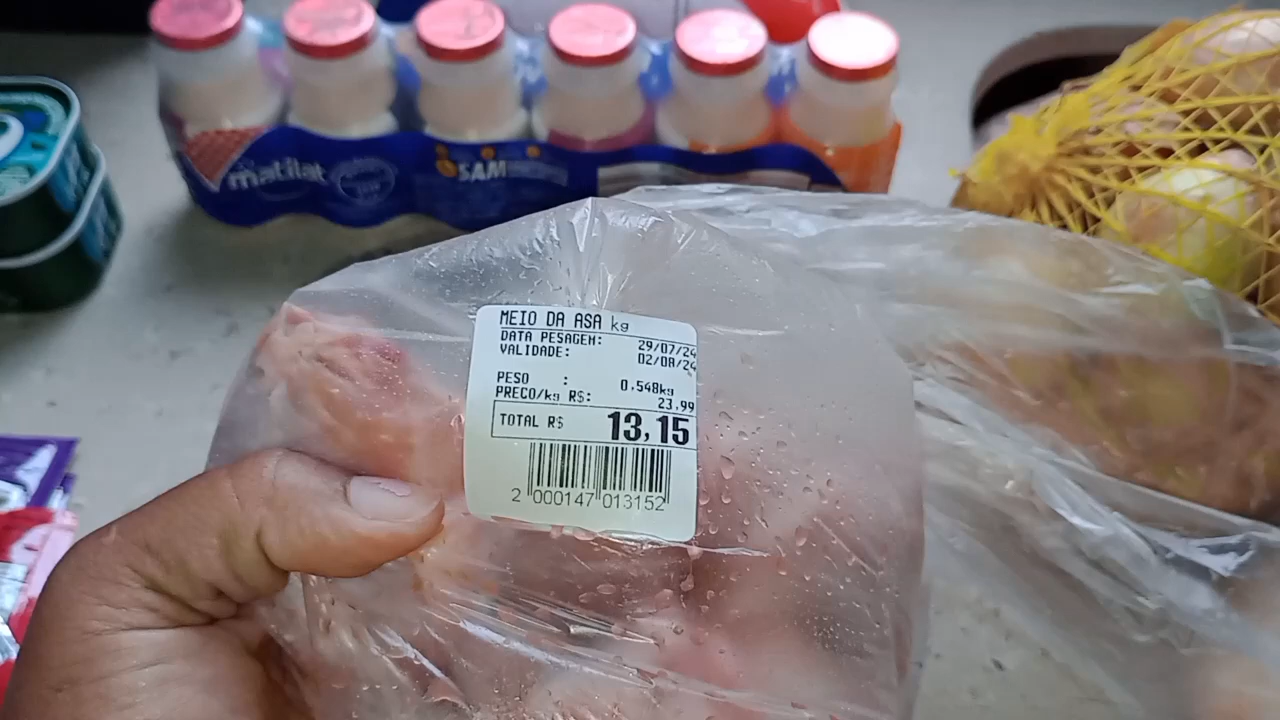 matilat
SAM
MEIO DA ASA kg
DATA PESAGEM: 29/07/24
VALIDADE: 02/08/24
PESO : 0,548kg
PRECO/kg R$: 23,99
TOTAL R$ 13,15
2 000147 013152